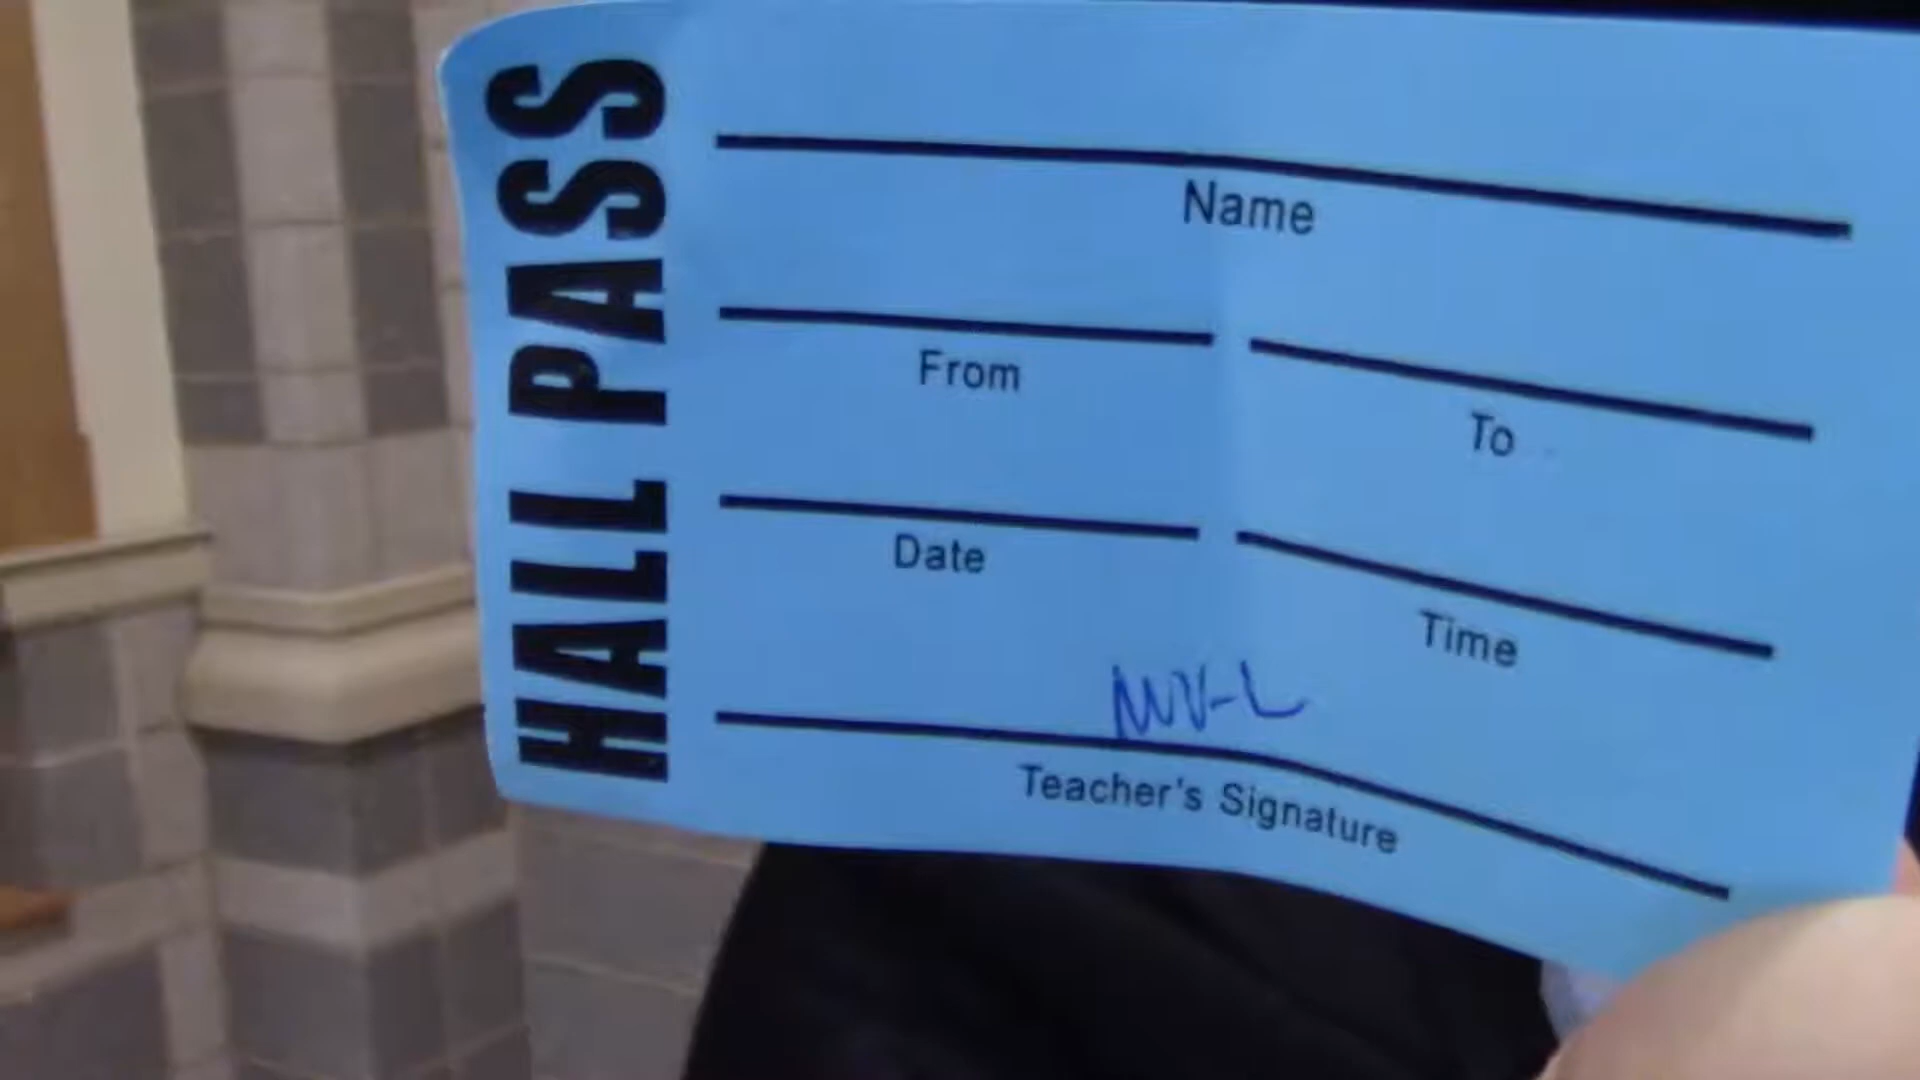 HALL PASS
Name
From To
Date Time
Teacher's Signature